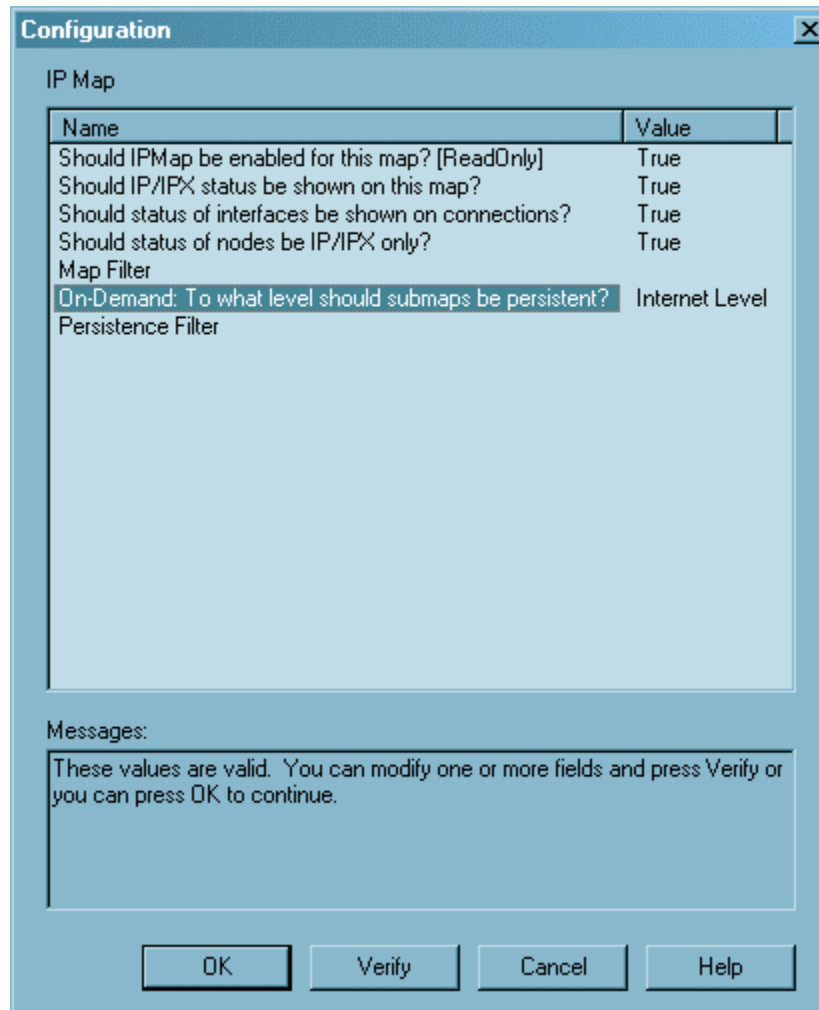 Configuration
IP Map
Name Value
Should IPMap be enabled for this map? [ReadOnly] True
Should IP/IPX status be shown on this map? True
Should status of interfaces be shown on connections? True
Should status of nodes be IP/IPX only? True
Map Filter
On-Demand: To what level should submaps be persistent? Internet Level
Persistence Filter
Messages:
These values are valid. You can modify one or more fields and press Verify or
you can press OK to continue.
OK Verify Cancel Help